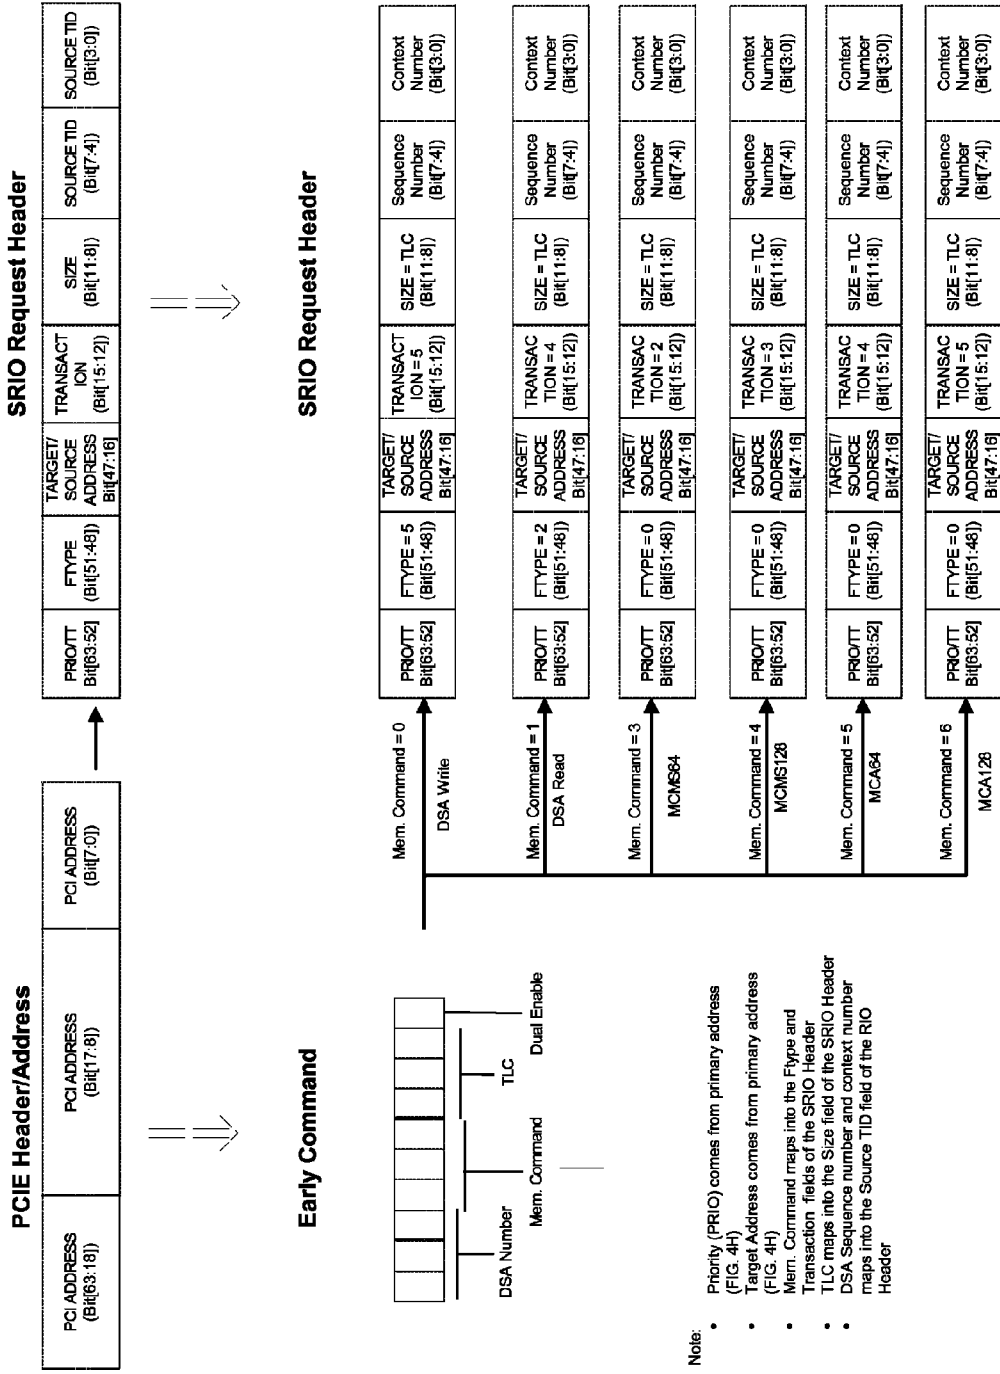 PCIE Header/Address
PCI ADDRESS
(Bit[63:18])
PCI ADDRESS
(Bit[17:8])
PCI ADDRESS
(Bit[7:0])
SRIO Request Header
PRIO/TT
Bit[63:52]
FTYPE
(Bit[51:48])
TARGET/
SOURCE
ADDRESS
Bit[47:16]
TRANSACT
ION
(Bit[15:12])
SIZE
(Bit[11:8])
SOURCE TID
(Bit[7:4])
SOURCE TID
(Bit[3:0])
Early Command
DSA Number
Mem. Command
TLC
Dual Enable
SRIO Request Header
Mem. Command = 0
DSA Write
PRIO/TT
Bit[63:52]
FTYPE = 5
(Bit[51:48])
TARGET/
SOURCE
ADDRESS
Bit[47:16]
TRANSACT
ION = 5
(Bit[15:12])
SIZE = TLC
(Bit[11:8])
Sequence
Number
(Bit[7:4])
Context
Number
(Bit[3:0])
Mem. Command = 1
DSA Read
PRIO/TT
Bit[63:52]
FTYPE = 2
(Bit[51:48])
TARGET/
SOURCE
ADDRESS
Bit[47:16]
TRANSAC
TION = 4
(Bit[15:12])
SIZE = TLC
(Bit[11:8])
Sequence
Number
(Bit[7:4])
Context
Number
(Bit[3:0])
Mem. Command = 3
MCMS64
PRIO/TT
Bit[63:52]
FTYPE = 0
(Bit[51:48])
TARGET/
SOURCE
ADDRESS
Bit[47:16]
TRANSAC
TION = 2
(Bit[15:12])
SIZE = TLC
(Bit[11:8])
Sequence
Number
(Bit[7:4])
Context
Number
(Bit[3:0])
Mem. Command = 4
MCMS128
PRIO/TT
Bit[63:52]
FTYPE = 0
(Bit[51:48])
TARGET/
SOURCE
ADDRESS
Bit[47:16]
TRANSAC
TION = 3
(Bit[15:12])
SIZE = TLC
(Bit[11:8])
Sequence
Number
(Bit[7:4])
Context
Number
(Bit[3:0])
Mem. Command = 5
MCA64
PRIO/TT
Bit[63:52]
FTYPE = 0
(Bit[51:48])
TARGET/
SOURCE
ADDRESS
Bit[47:16]
TRANSAC
TION = 4
(Bit[15:12])
SIZE = TLC
(Bit[11:8])
Sequence
Number
(Bit[7:4])
Context
Number
(Bit[3:0])
Mem. Command = 6
MCA128
PRIO/TT
Bit[63:52]
FTYPE = 0
(Bit[51:48])
TARGET/
SOURCE
ADDRESS
Bit[47:16]
TRANSAC
TION = 5
(Bit[15:12])
SIZE = TLC
(Bit[11:8])
Sequence
Number
(Bit[7:4])
Context
Number
(Bit[3:0])
Note:
• Priority (PRIO) comes from primary address
(FIG. 4H)
• Target Address comes from primary address
(FIG. 4H)
• Mem. Command maps into the Ftype and
Transaction fields of the SRIO Header
• TLC maps into the Size field of the SRIO Header
• DSA Sequence number and context number
maps into the Source TID field of the RIO
Header